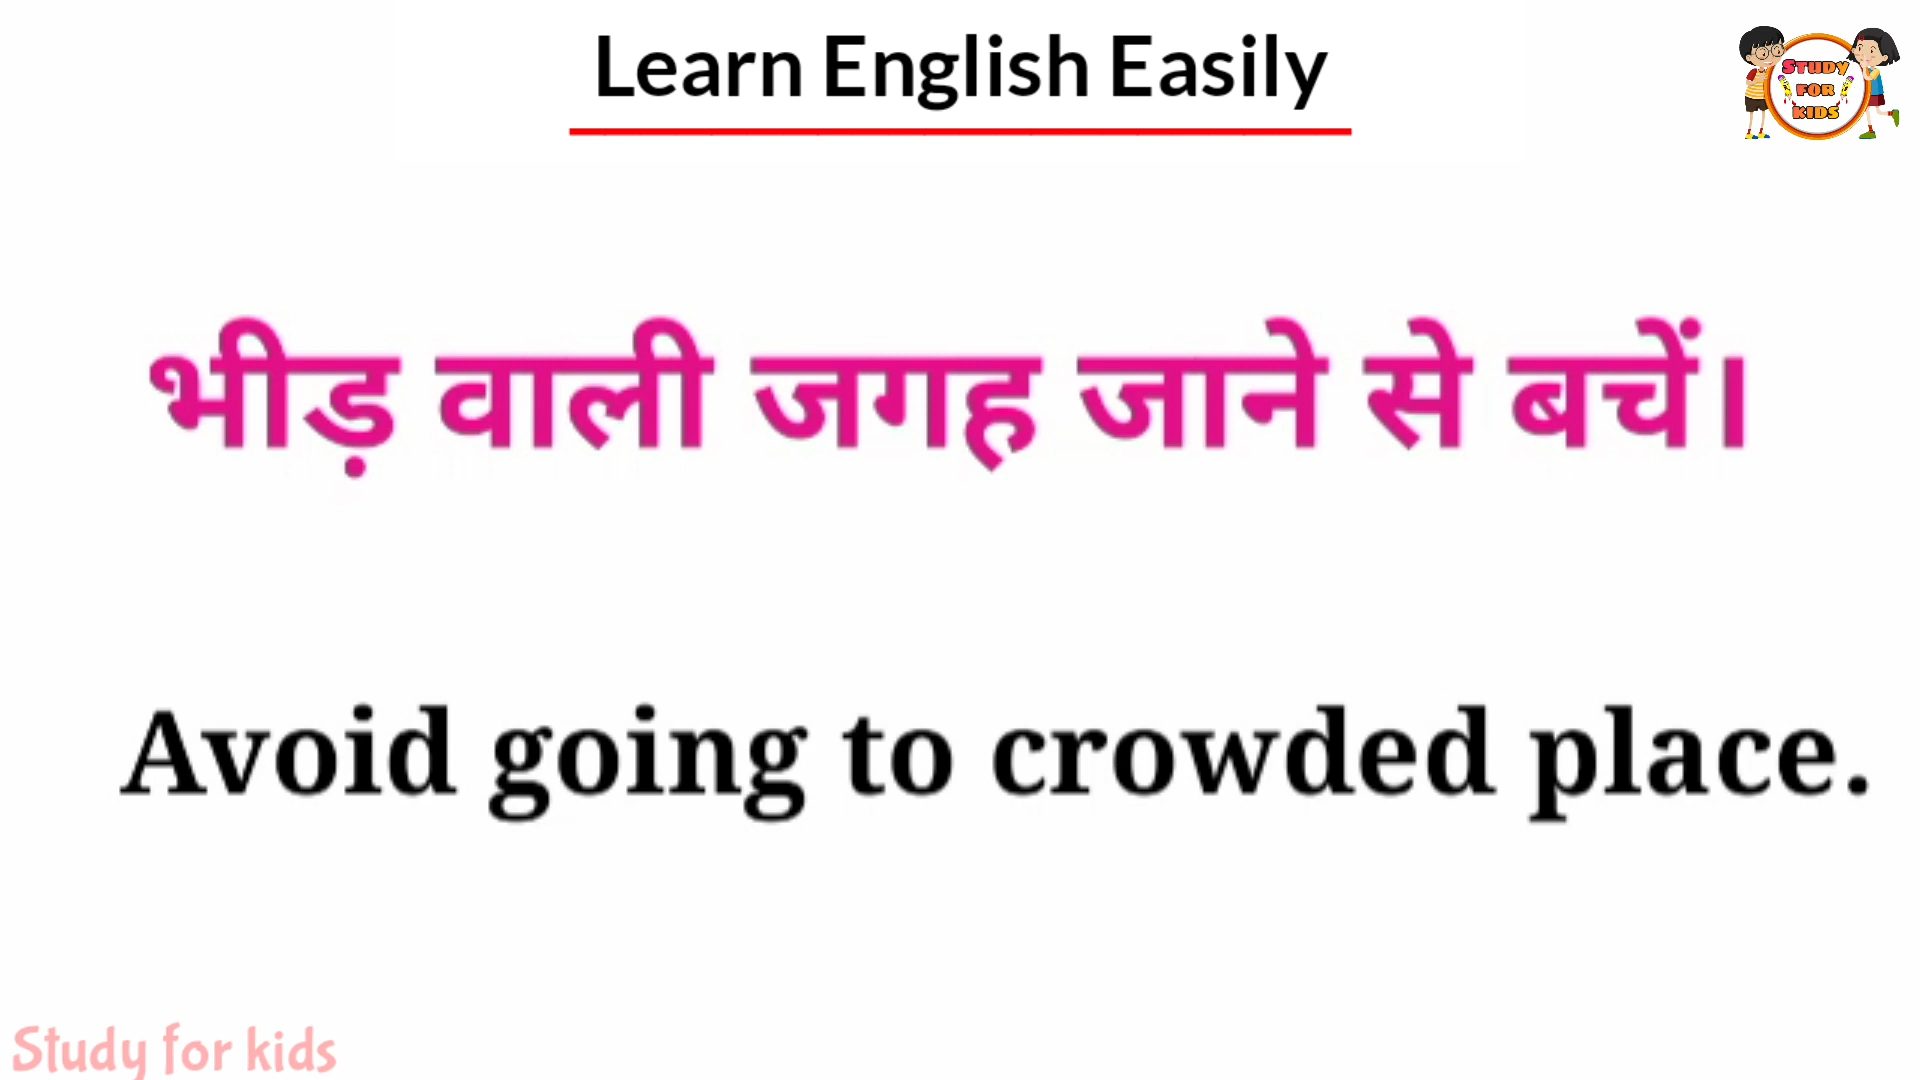 Learn English Easily
STUDY
FOR
KIDS
भीड़ वाली जगह जाने से बचें।
Avoid going to crowded place.
Study for kids